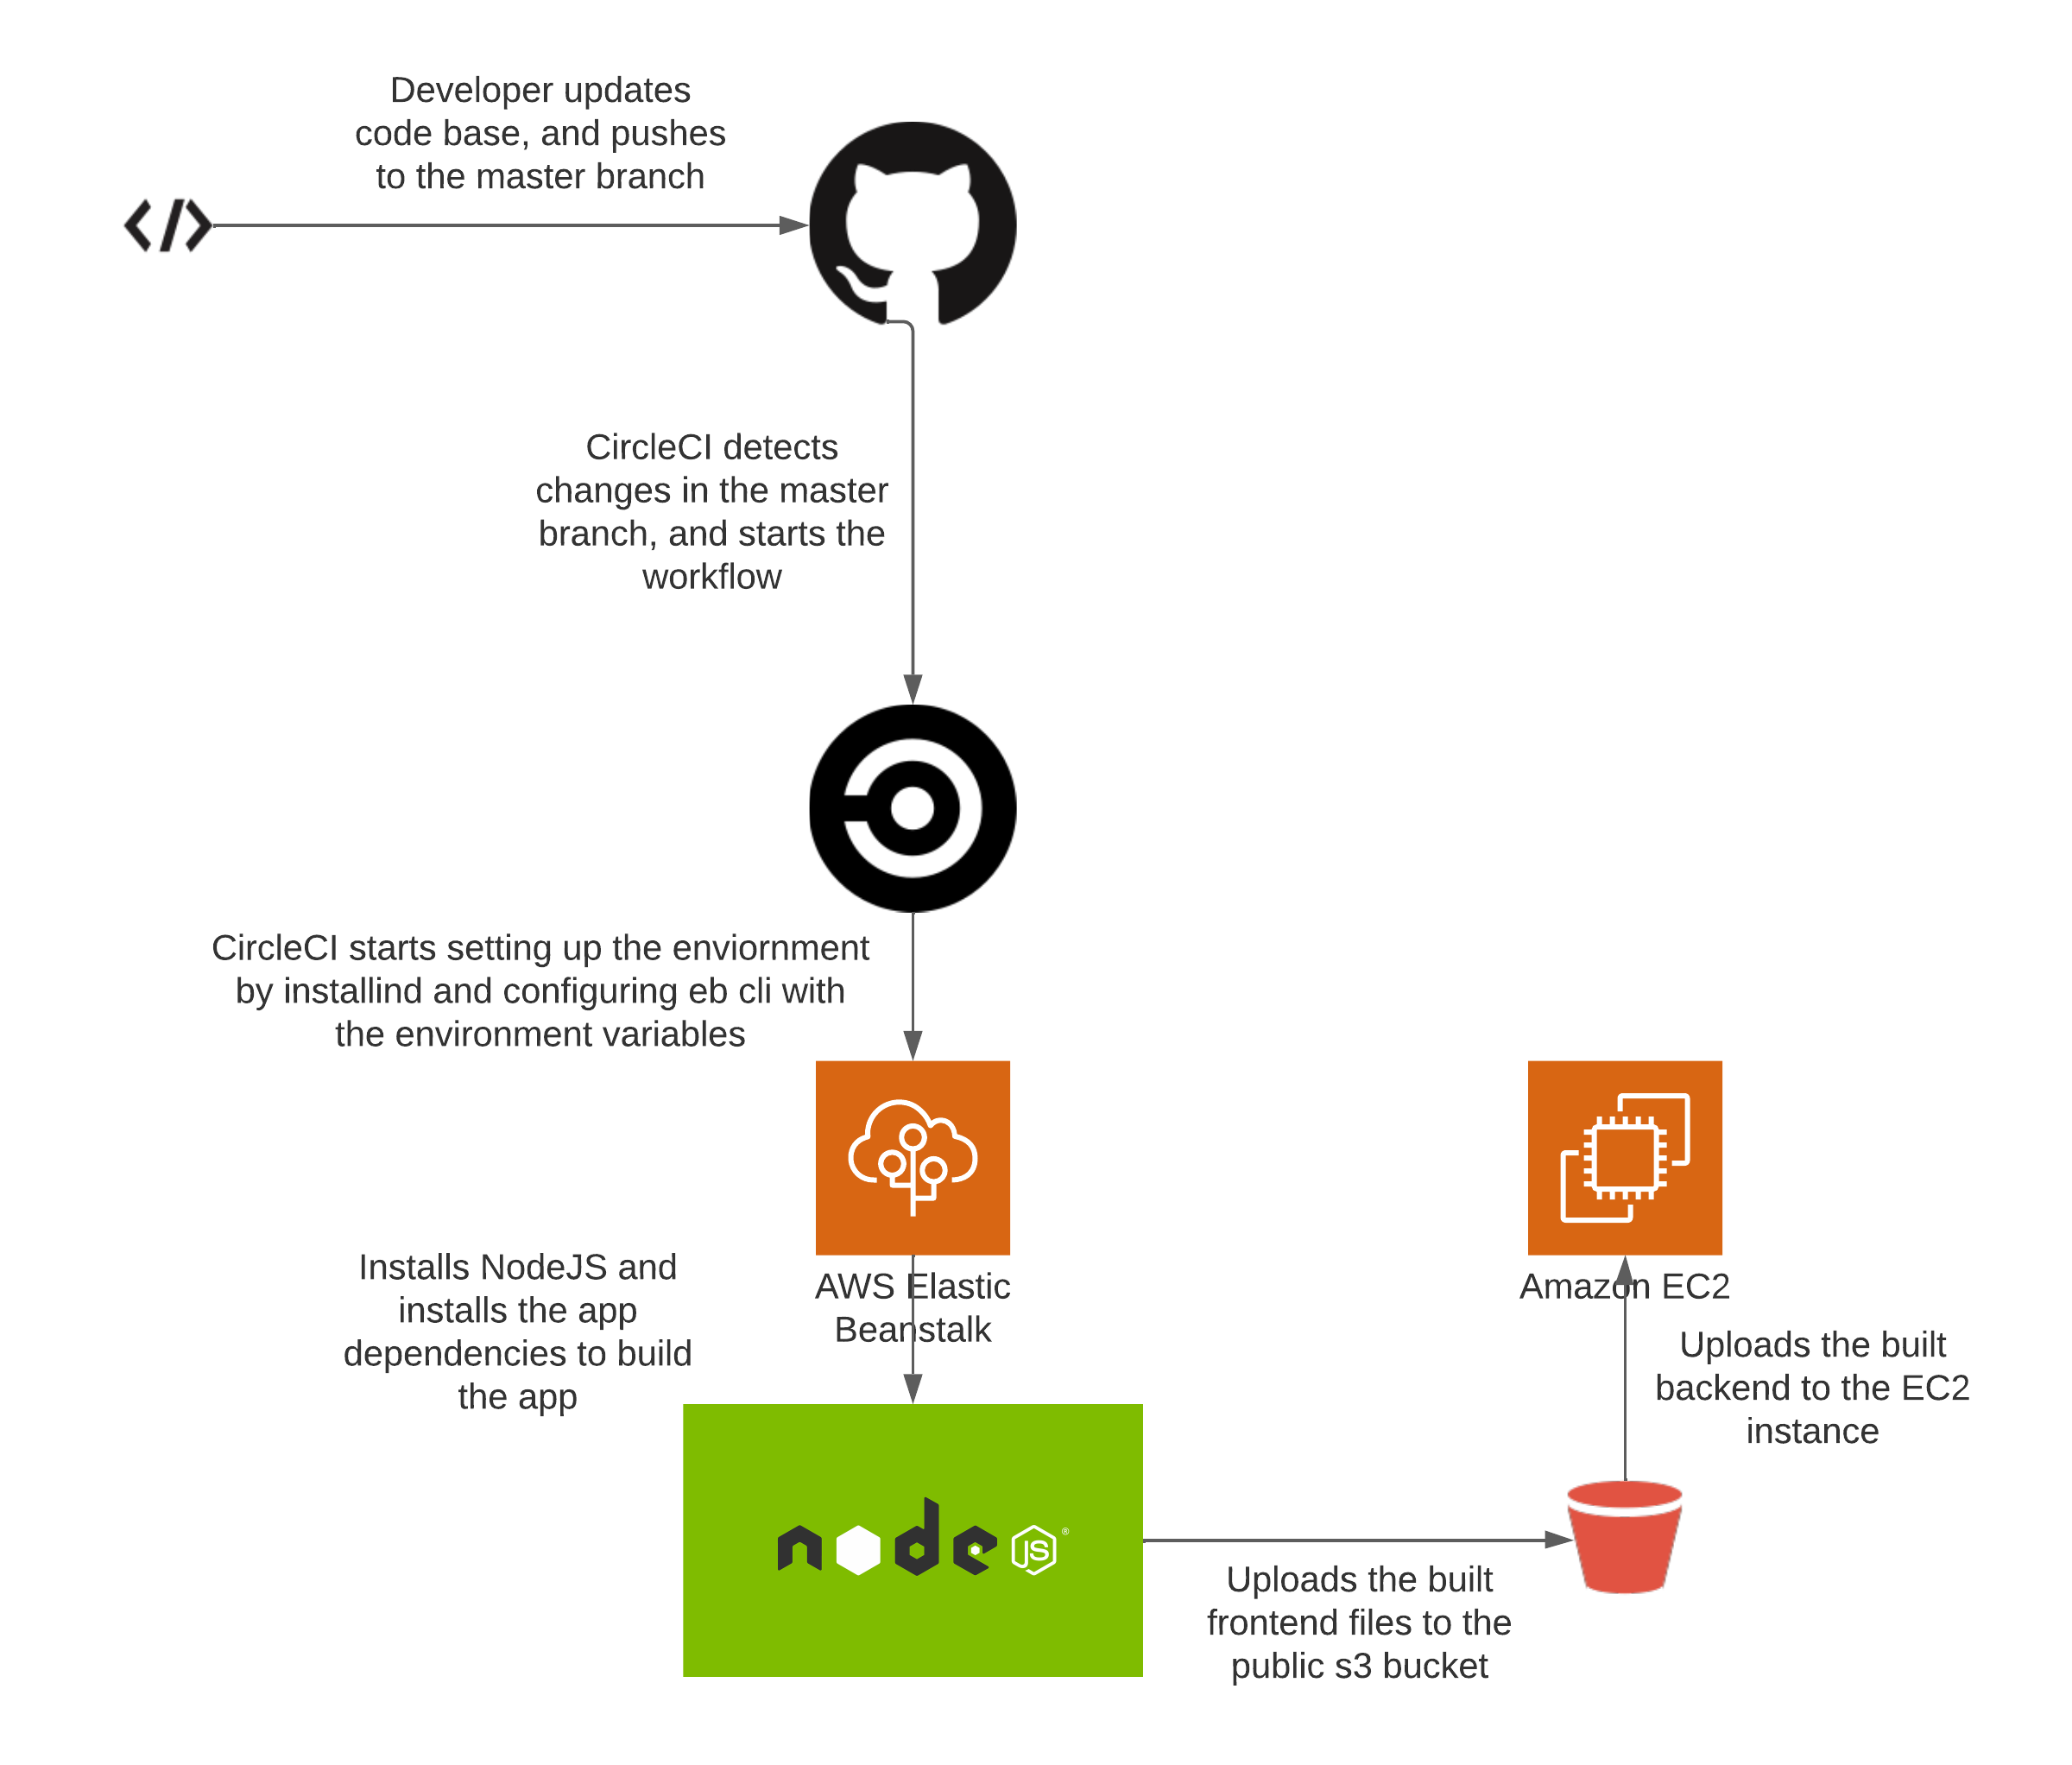 Developer updates
code base, and pushes
to the master branch
CircleCI detects
changes in the master
branch, and starts the
workflow
CircleCI starts setting up the enviornment
by installind and configuring eb cli with
the environment variables
AWS Elastic
Beanstalk
Amazon EC2
Installs NodeJS and
installs the app
dependencies to build
the app
Uploads the built
backend to the EC2
instance
node JS ®
Uploads the built
frontend files to the
public s3 bucket